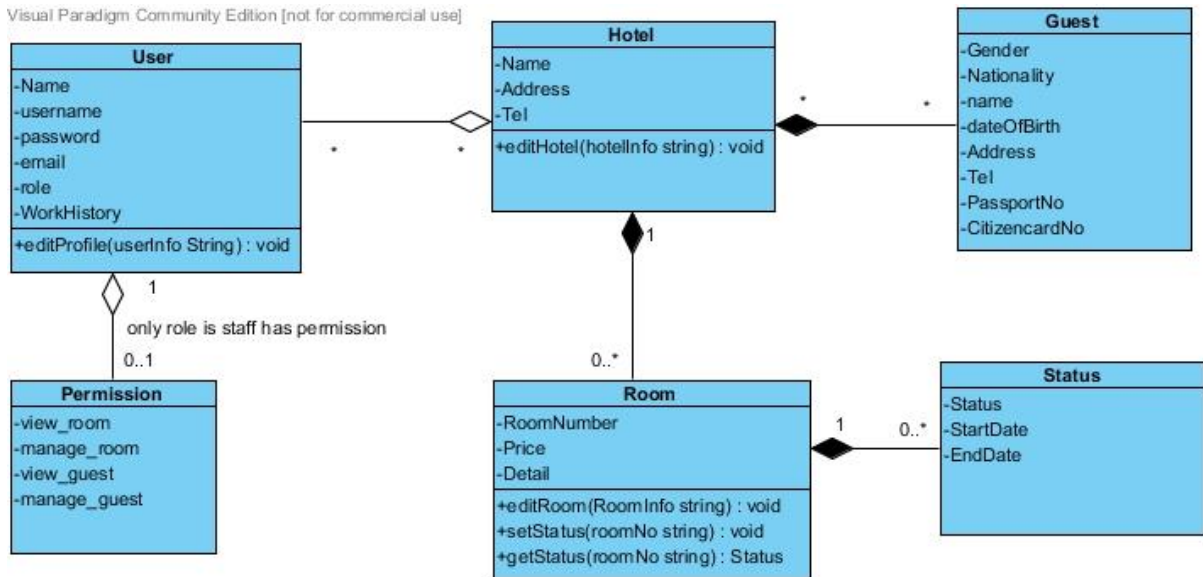 Visual Paradigm Community Edition [not for commercial use]
User
-Name
-username
-password
-email
-role
-WorkHistory
+editProfile(userInfo String) : void
*
*
Hotel
-Name
-Address
-Tel
+editHotel(hotelInfo string) : void
*
*
Guest
-Gender
-Nationality
-name
-dateOfBirth
-Address
-Tel
-PassportNo
-CitizencardNo
1
only role is staff has permission
0..1
Permission
-view_room
-manage_room
-view_guest
-manage_guest
1
0..*
Room
-RoomNumber
-Price
-Detail
+editRoom(RoomInfo string) : void
+setStatus(roomNo string) : void
+getStatus(roomNo string) : Status
1
0..*
Status
-Status
-StartDate
-EndDate